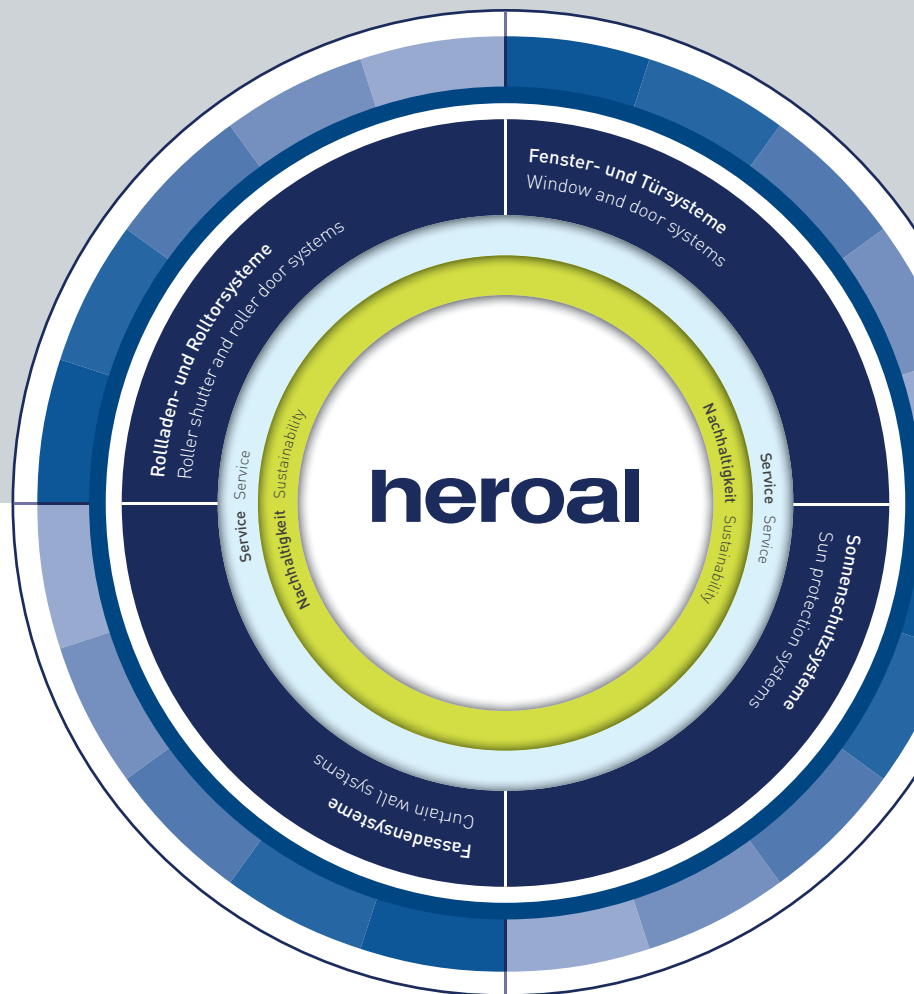 Fenster- und Türsysteme
Window and door systems
Rollladen- und Rolltorsysteme
Roller shutter and roller door systems
Service Service
Nachhaltigkeit Sustainability
heroal
Nachhaltigkeit Sustainability
Service Service
Sonnenschutzsysteme
Sun protection systems
Curtain wall systems
Fassadensysteme